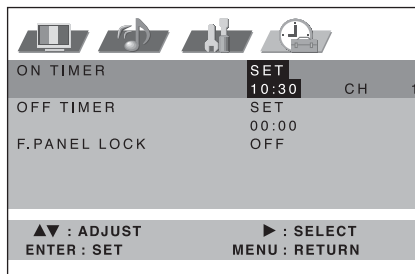 ON TIMER SET
10:30 CH 1
OFF TIMER SET
00:00
F.PANEL LOCK OFF
▲▼ : ADJUST ▶ : SELECT
ENTER : SET MENU : RETURN